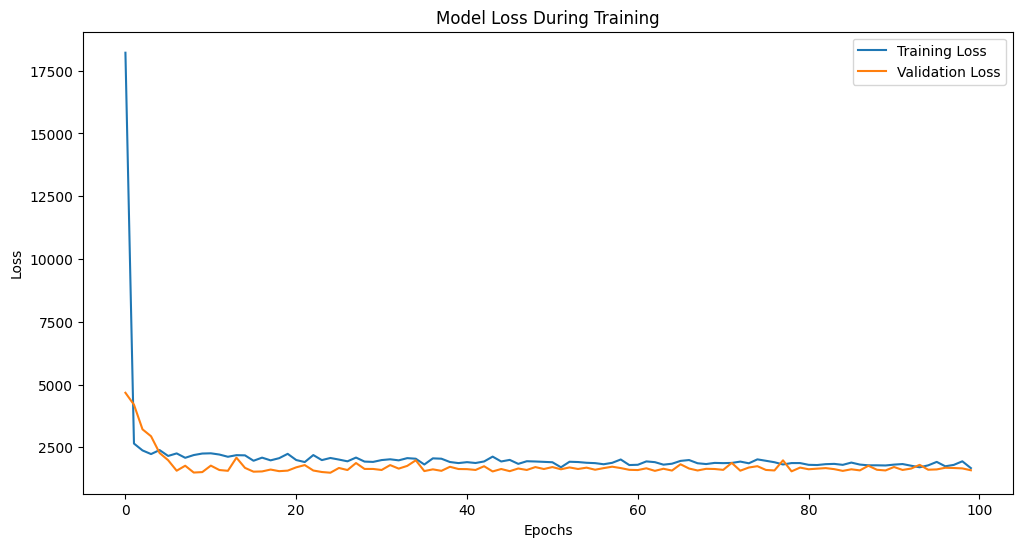 Model Loss During Training
Training Loss
Validation Loss
17500
15000
12500
10000
7500
5000
2500
Loss
0
20
40
60
80
100
Epochs